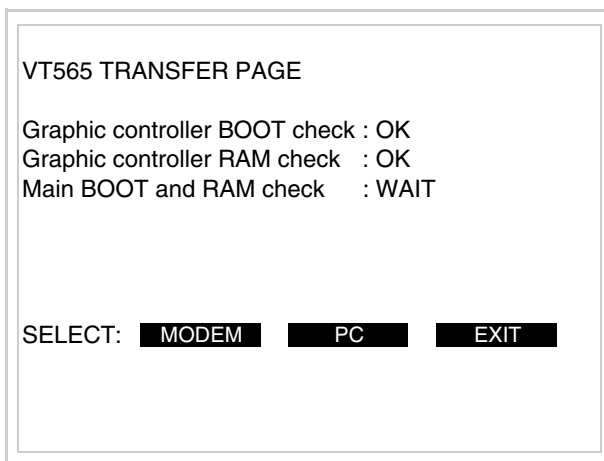 VT565 TRANSFER PAGE
Graphic controller BOOT check : OK
Graphic controller RAM check : OK
Main BOOT and RAM check : WAIT
SELECT: MODEM PC EXIT